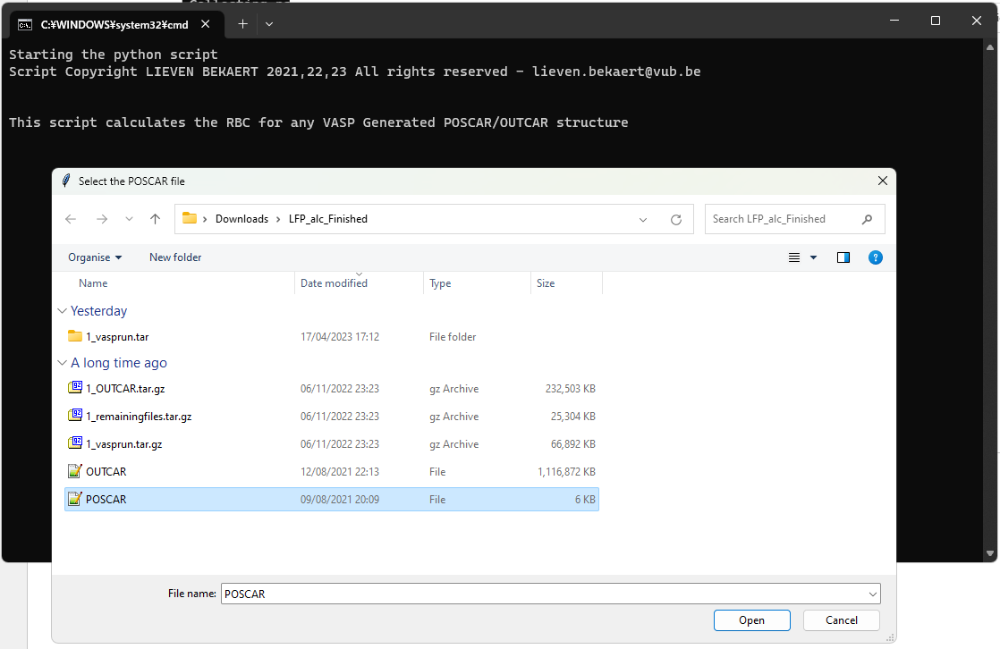 C:¥WINDOWS¥system32¥cmd
Starting the python script
Script Copyright LIEVEN BEKAERT 2021,22,23 All rights reserved - lieven.bekaert@vub.be
This script calculates the RBC for any VASP Generated POSCAR/OUTCAR structure
Select the POSCAR file
Downloads > LFP_alc_Finished
Search LFP_alc_Finished
Organise New folder
Name Date modified Type Size
Yesterday
1_vasprun.tar 17/04/2023 17:12 File folder
A long time ago
1_OUTCAR.tar.gz 06/11/2022 23:23 gz Archive 232,503 KB
1_remainingfiles.tar.gz 06/11/2022 23:23 gz Archive 25,304 KB
1_vasprun.tar.gz 06/11/2022 23:23 gz Archive 66,892 KB
OUTCAR 12/08/2021 22:13 File 1,116,872 KB
POSCAR 09/08/2021 20:09 File 6 KB
File name: POSCAR
Open Cancel